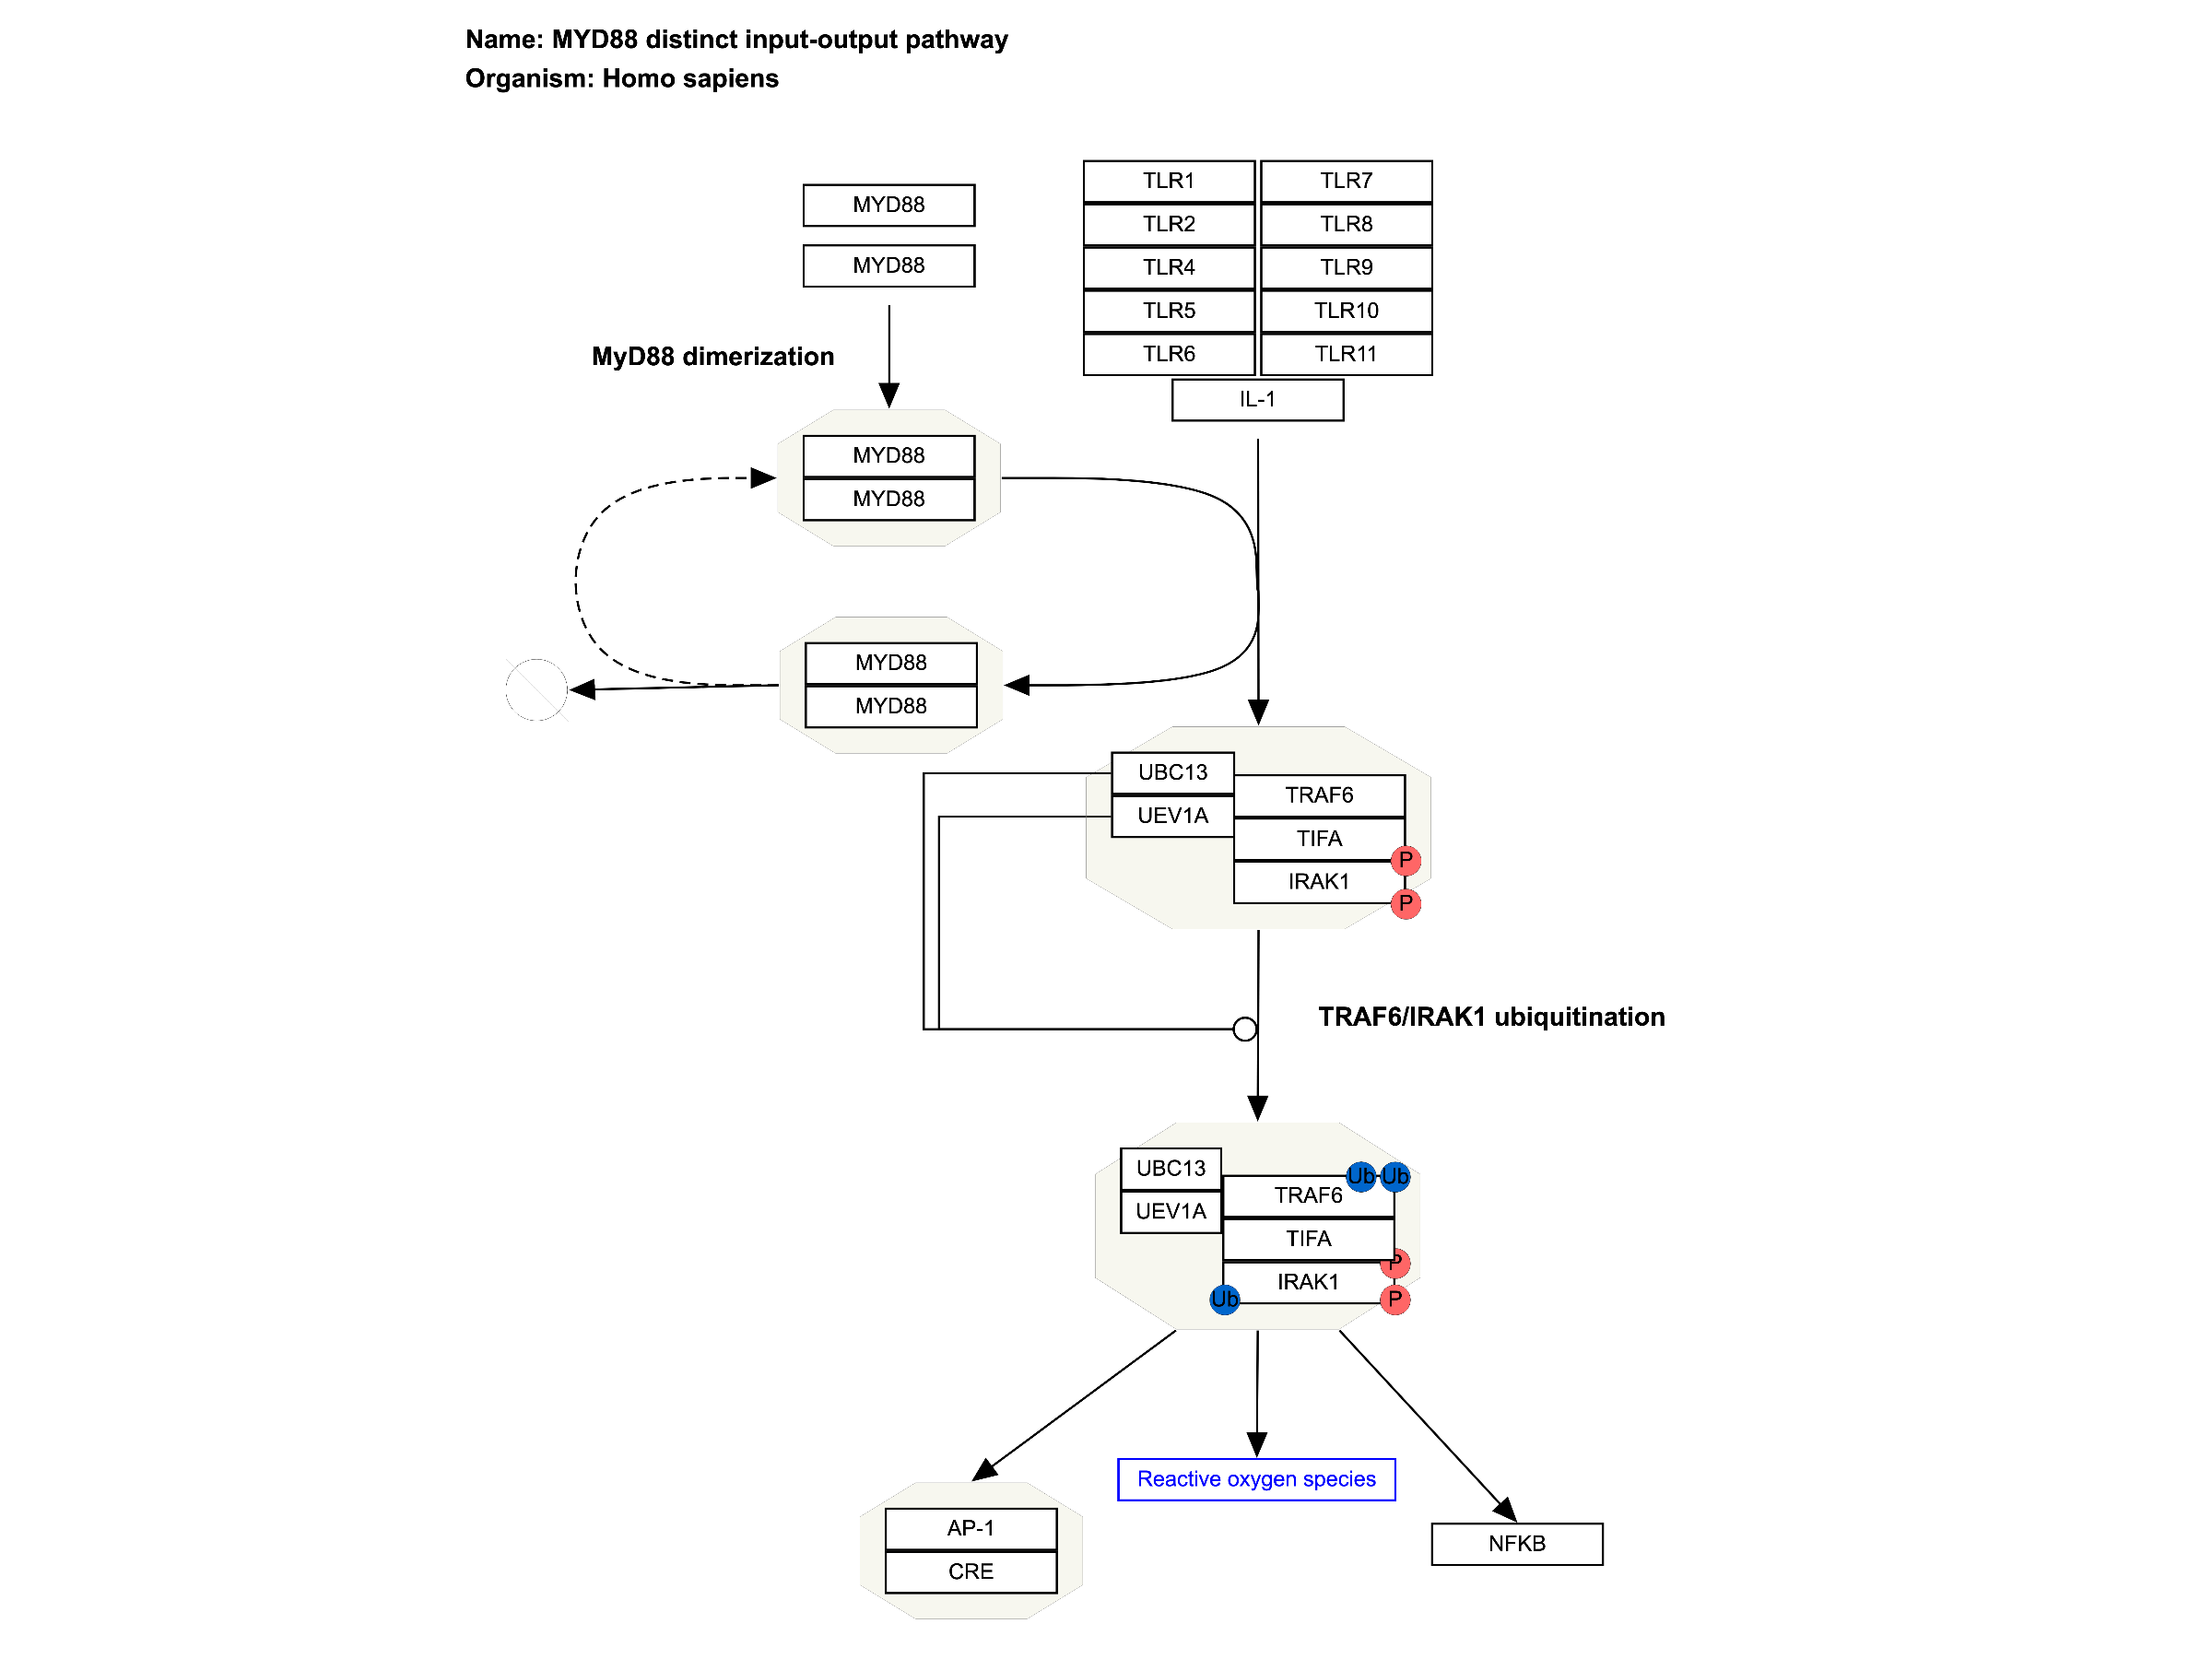 Name: MYD88 distinct input-output pathway
Organism: Homo sapiens
TLR1 TLR7
MYD88
TLR2 TLR8
MYD88
TLR4 TLR9
TLR5 TLR10
MyD88 dimerization
TLR6 TLR11
IL-1
MYD88
MYD88
MYD88
MYD88
UBC13
TRAF6
UEV1A
TIFA
P
IRAK1
P
TRAF6/IRAK1 ubiquitination
UBC13
Ub Ub
TRAF6
UEV1A
TIFA
P
IRAK1
Ub P
Reactive oxygen species
AP-1
NFKB
CRE